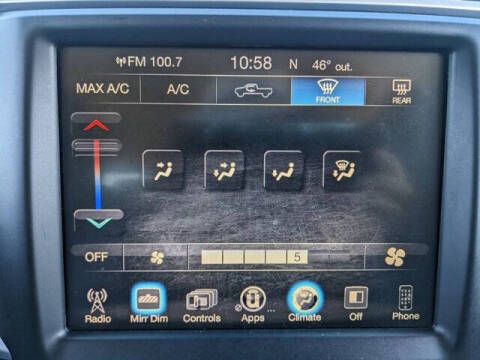 FM 100.7 10:58 N 46° out.
MAX A/C A/C FRONT REAR
OFF 5
Radio Mirr Dim Controls Apps ... Climate Off Phone